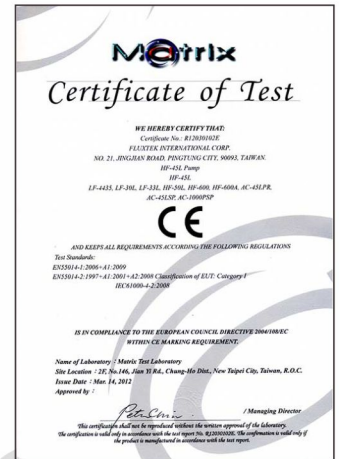 Matrix
Certificate of Test
WE HEREBY CERTIFY THAT:
Certificate No.: R12030102E
FLUXTEK INTERNATIONAL CORP.
NO. 21, JINGJIAN ROAD, PINGTUNG CITY, 90093, TAIWAN.
HF-45L Pump
HF-45L
LF-4435, LF-30L, LF-33L, HF-50L, HF-600, HF-600A, AC-45LPR,
AC-45LSP, AC-1000PSP
CE
AND KEEPS ALL REQUIREMENTS ACCORDING THE FOLLOWING REGULATIONS
Test Standards:
EN55014-1:2006+A1:2009
EN55014-2:1997+A1:2001+A2:2008 Classification of EUT: Category I
IEC61000-4-2:2008
IS IN COMPLIANCE TO THE EUROPEAN COUNCIL DIRECTIVE 2004/108/EC
WITHIN CE MARKING REQUIREMENT.
Name of Laboratory : Matrix Test Laboratory
Site Location : 2F, No.146, Jian Yi Rd., Chung-Ho Dist., New Taipei City, Taiwan, R.O.C.
Issue Date : Mar. 14, 2012
Approved by :
/ Managing Director
This certification shall not be reproduced without the written approval of the laboratory.
The certification is valid only in accordance with the test report No. R12030102E. The confirmation is valid only if
the product is manufactured in accordance with the test report.